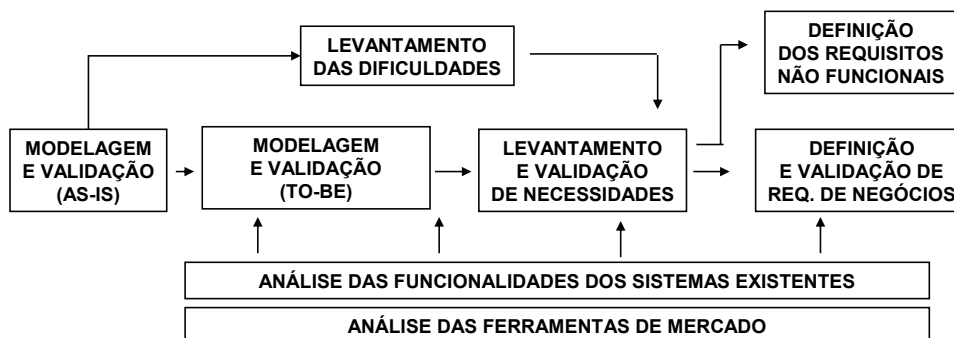 LEVANTAMENTO
DAS DIFICULDADES
DEFINIÇÃO
DOS REQUISITOS
NÃO FUNCIONAIS
MODELAGEM
E VALIDAÇÃO
(AS-IS)
MODELAGEM
E VALIDAÇÃO
(TO-BE)
LEVANTAMENTO
E VALIDAÇÃO
DE NECESSIDADES
DEFINIÇÃO
E VALIDAÇÃO DE
REQ. DE NEGÓCIOS
ANÁLISE DAS FUNCIONALIDADES DOS SISTEMAS EXISTENTES
ANÁLISE DAS FERRAMENTAS DE MERCADO